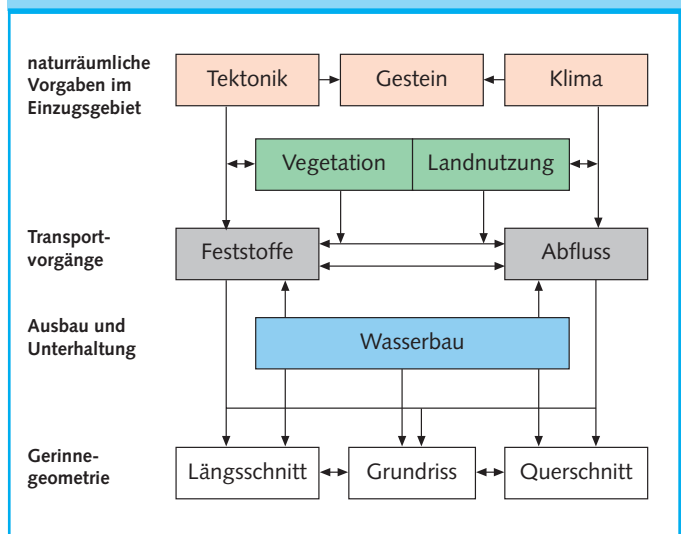 naturräumliche
Vorgaben im
Einzugsgebiet
Tektonik
Gestein
Klima
Vegetation
Landnutzung
Transport-
vorgänge
Feststoffe
Abfluss
Ausbau und
Unterhaltung
Wasserbau
Gerinne-
geometrie
Längsschnitt
Grundriss
Querschnitt